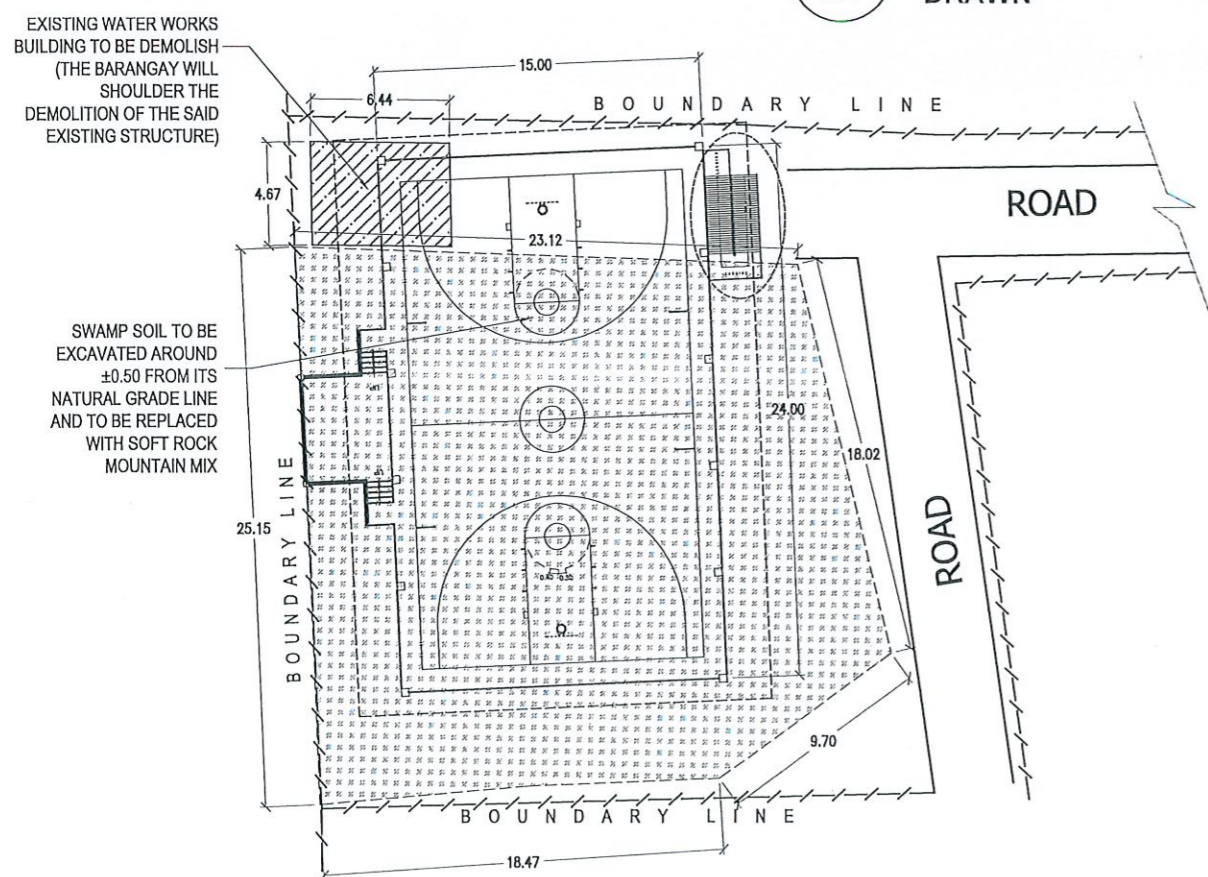 DRAWN
EXISTING WATER WORKS
BUILDING TO BE DEMOLISH
(THE BARANGAY WILL
SHOULDER THE
DEMOLITION OF THE SAID
EXISTING STRUCTURE)
15.00
6.44
BOUNDARY LINE
4.67
ROAD
23.12
SWAMP SOIL TO BE
EXCAVATED AROUND
±0.50 FROM ITS
NATURAL GRADE LINE
AND TO BE REPLACED
WITH SOFT ROCK
MOUNTAIN MIX
UP
24.00
18.02
BOUNDARY LINE
25.15
UP
ROAD
9.70
BOUNDARY LINE
18.47